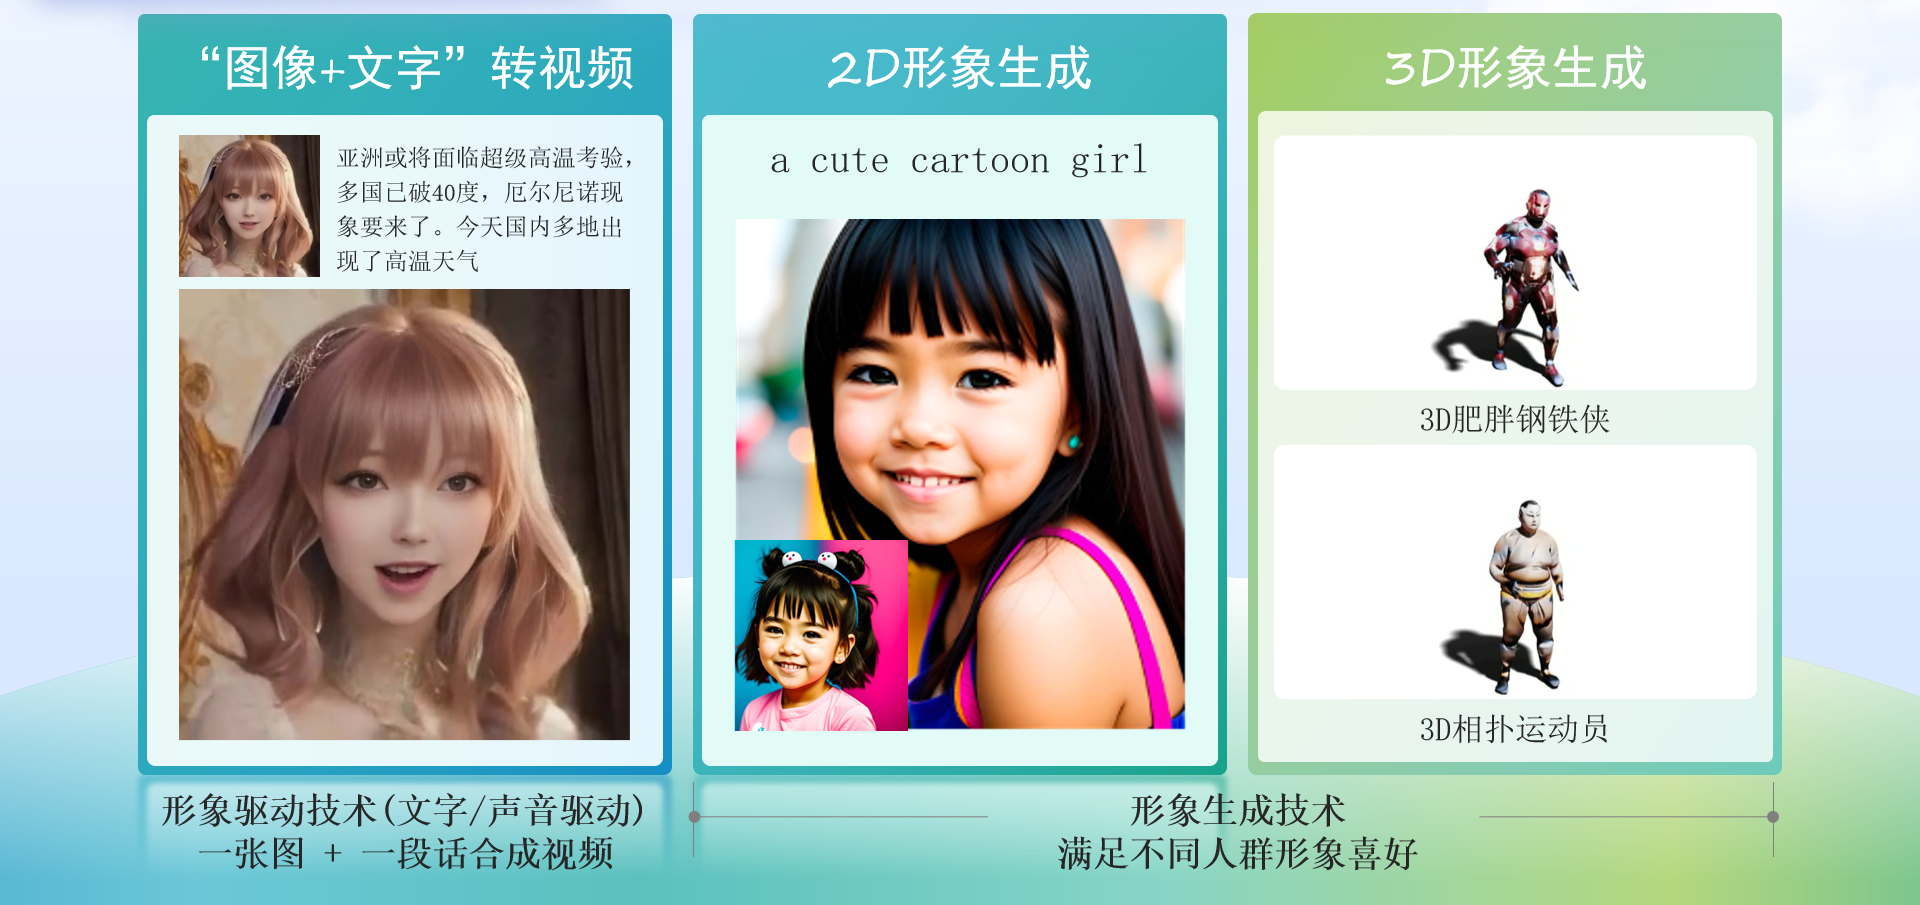 “图像+文字” 转视频
亚洲或将面临超级高温考验，
多国已破40度，厄尔尼诺现
象要来了。今天国内多地出
现了高温天气
形象驱动技术(文字/声音驱动)
一张图 + 一段话合成视频
2D形象生成
a cute cartoon girl
3D形象生成
3D肥胖钢铁侠
3D相扑运动员
形象生成技术
满足不同人群形象喜好